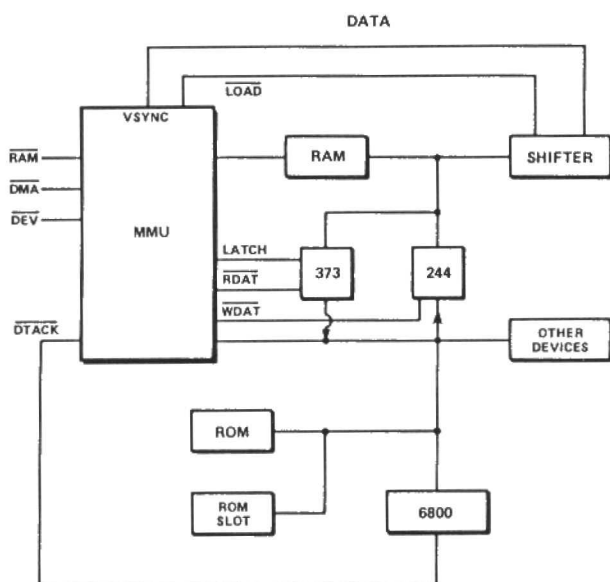 DATA
LOAD
VSYNC
RAM
RAM
SHIFTER
DMA
DEV
MMU
LATCH
373
244
RDAT
WDAT
DTACK
OTHER
DEVICES
ROM
ROM
SLOT
6800